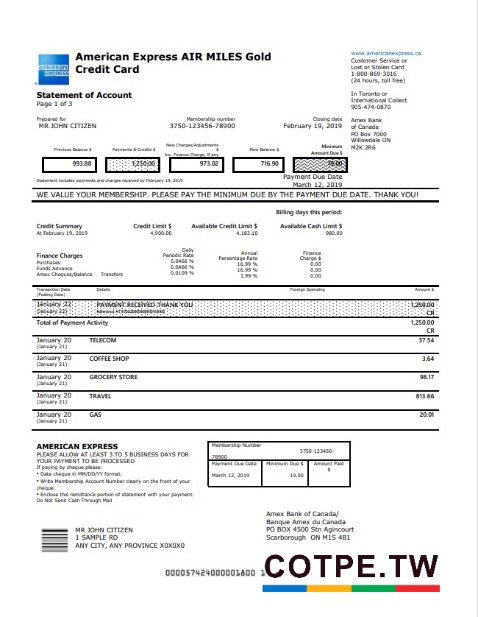 American Express AIR MILES Gold
Credit Card
www.americanexpress.ca
Customer Service or
Lost or Stolen Card
1-800-869-3016
(24 hours, toll free)
In Toronto or
International Collect
905-474-0870
Amex Bank
of Canada
PO Box 7000
Willowdale ON
M2K 2R6
AMERICAN
EXPRESS
Statement of Account
Page 1 of 3
Prepared for Membership number Closing date
MR JOHN CITIZEN 3750-123456-78900 February 19, 2019
Previous Balance $ Payments & Credits $ New Charges/Adjustments $ Inc. Finance Charge, if any New Balance $ Minimum Amount Due $
993.88 1,250.00 973.02 716.90
Statement includes payments and charges received by February 19, 2019
Payment Due Date
March 12, 2019
WE VALUE YOUR MEMBERSHIP. PLEASE PAY THE MINIMUM DUE BY THE PAYMENT DUE DATE. THANK YOU!
Billing days this period:
Credit Summary Credit Limit $ Available Credit Limit $ Available Cash Limit $
At February 19, 2019 4,900.00 4,183.10 980.00
Finance Charges Daily Periodic Rate Annual Percentage Rate Finance Charge $
Purchases 0.0466 % 16.99 % 0.00
Funds Advance 0.0466 % 16.99 % 0.00
Amex Cheques/Balance Transfers 0.0109 % 3.99 % 0.00
Transaction Date Details Foreign Spending Amount $
(Posting Date)
January 22 PAYMENT RECEIVED-THANK YOU 1,250.00
(January 22) CR
Total of Payment Activity 1,250.00
CR
January 20 TELECOM 37.54
(January 21)
January 20 COFFEE SHOP 3.64
(January 21)
January 20 GROCERY STORE 98.17
(January 21)
January 20 TRAVEL 813.66
(January 21)
January 20 GAS 20.01
(January 21)
AMERICAN EXPRESS
PLEASE ALLOW AT LEAST 3 TO 5 BUSINESS DAYS FOR
YOUR PAYMENT TO BE PROCESSED
If paying by cheque please:
* Date cheque in MM/DD/YY format.
* Write Membership Account Number clearly on the front of your
cheque.
* Enclose this remittance portion of statement with your payment.
Do Not Send Cash Through Mail
Membership Number
3750-123456-
78900
Payment Due Date Minimum Due $ Amount Paid $
March 12, 2019 19.00
Amex Bank of Canada/
Banque Amex du Canada
PO BOX 4500 Stn Agincourt
Scarborough ON M1S 4B1
MR JOHN CITIZEN
1 SAMPLE RD
ANY CITY, ANY PROVINCE X0X0X0
COTPE.TW